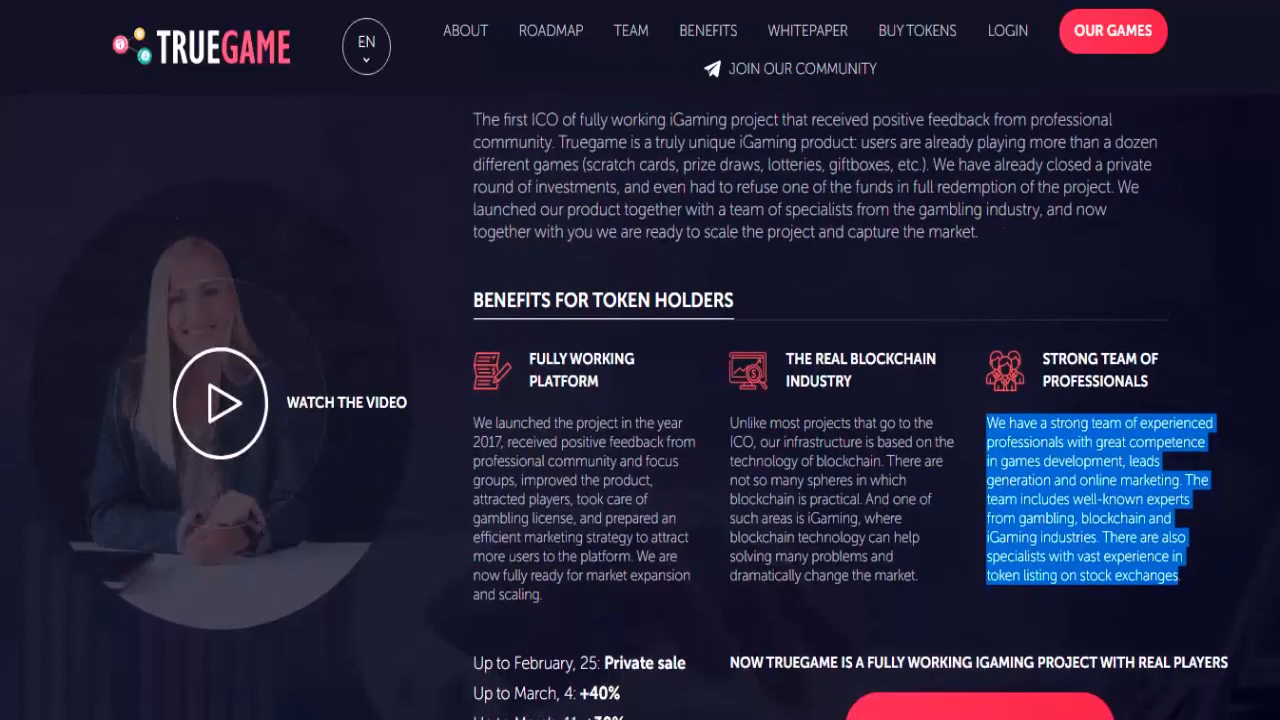 TRUEGAME
EN
ABOUT ROADMAP TEAM BENEFITS WHITEPAPER BUY TOKENS LOGIN OUR GAMES
JOIN OUR COMMUNITY
The first ICO of fully working iGaming project that received positive feedback from professional
community. Truegame is a truly unique iGaming product: users are already playing more than a dozen
different games (scratch cards, prize draws, lotteries, giftboxes, etc.). We have already closed a private
round of investments, and even had to refuse one of the funds in full redemption of the project. We
launched our product together with a team of specialists from the gambling industry, and now
together with you we are ready to scale the project and capture the market.
WATCH THE VIDEO
BENEFITS FOR TOKEN HOLDERS
FULLY WORKING
PLATFORM
We launched the project in the year
2017, received positive feedback from
professional community and focus
groups, improved the product,
attracted players, took care of
gambling license, and prepared an
efficient marketing strategy to attract
more users to the platform. We are
now fully ready for market expansion
and scaling.
THE REAL BLOCKCHAIN
INDUSTRY
Unlike most projects that go to the
ICO, our infrastructure is based on the
technology of blockchain. There are
not so many spheres in which
blockchain is practical. And one of
such areas is iGaming, where
blockchain technology can help
solving many problems and
dramatically change the market.
STRONG TEAM OF
PROFESSIONALS
We have a strong team of experienced
professionals with great competence
in games development, leads
generation and online marketing. The
team includes well-known experts
from gambling, blockchain and
iGaming industries. There are also
specialists with vast experience in
token listing on stock exchanges.
Up to February, 25: Private sale
Up to March, 4: +40%
NOW TRUEGAME IS A FULLY WORKING IGAMING PROJECT WITH REAL PLAYERS